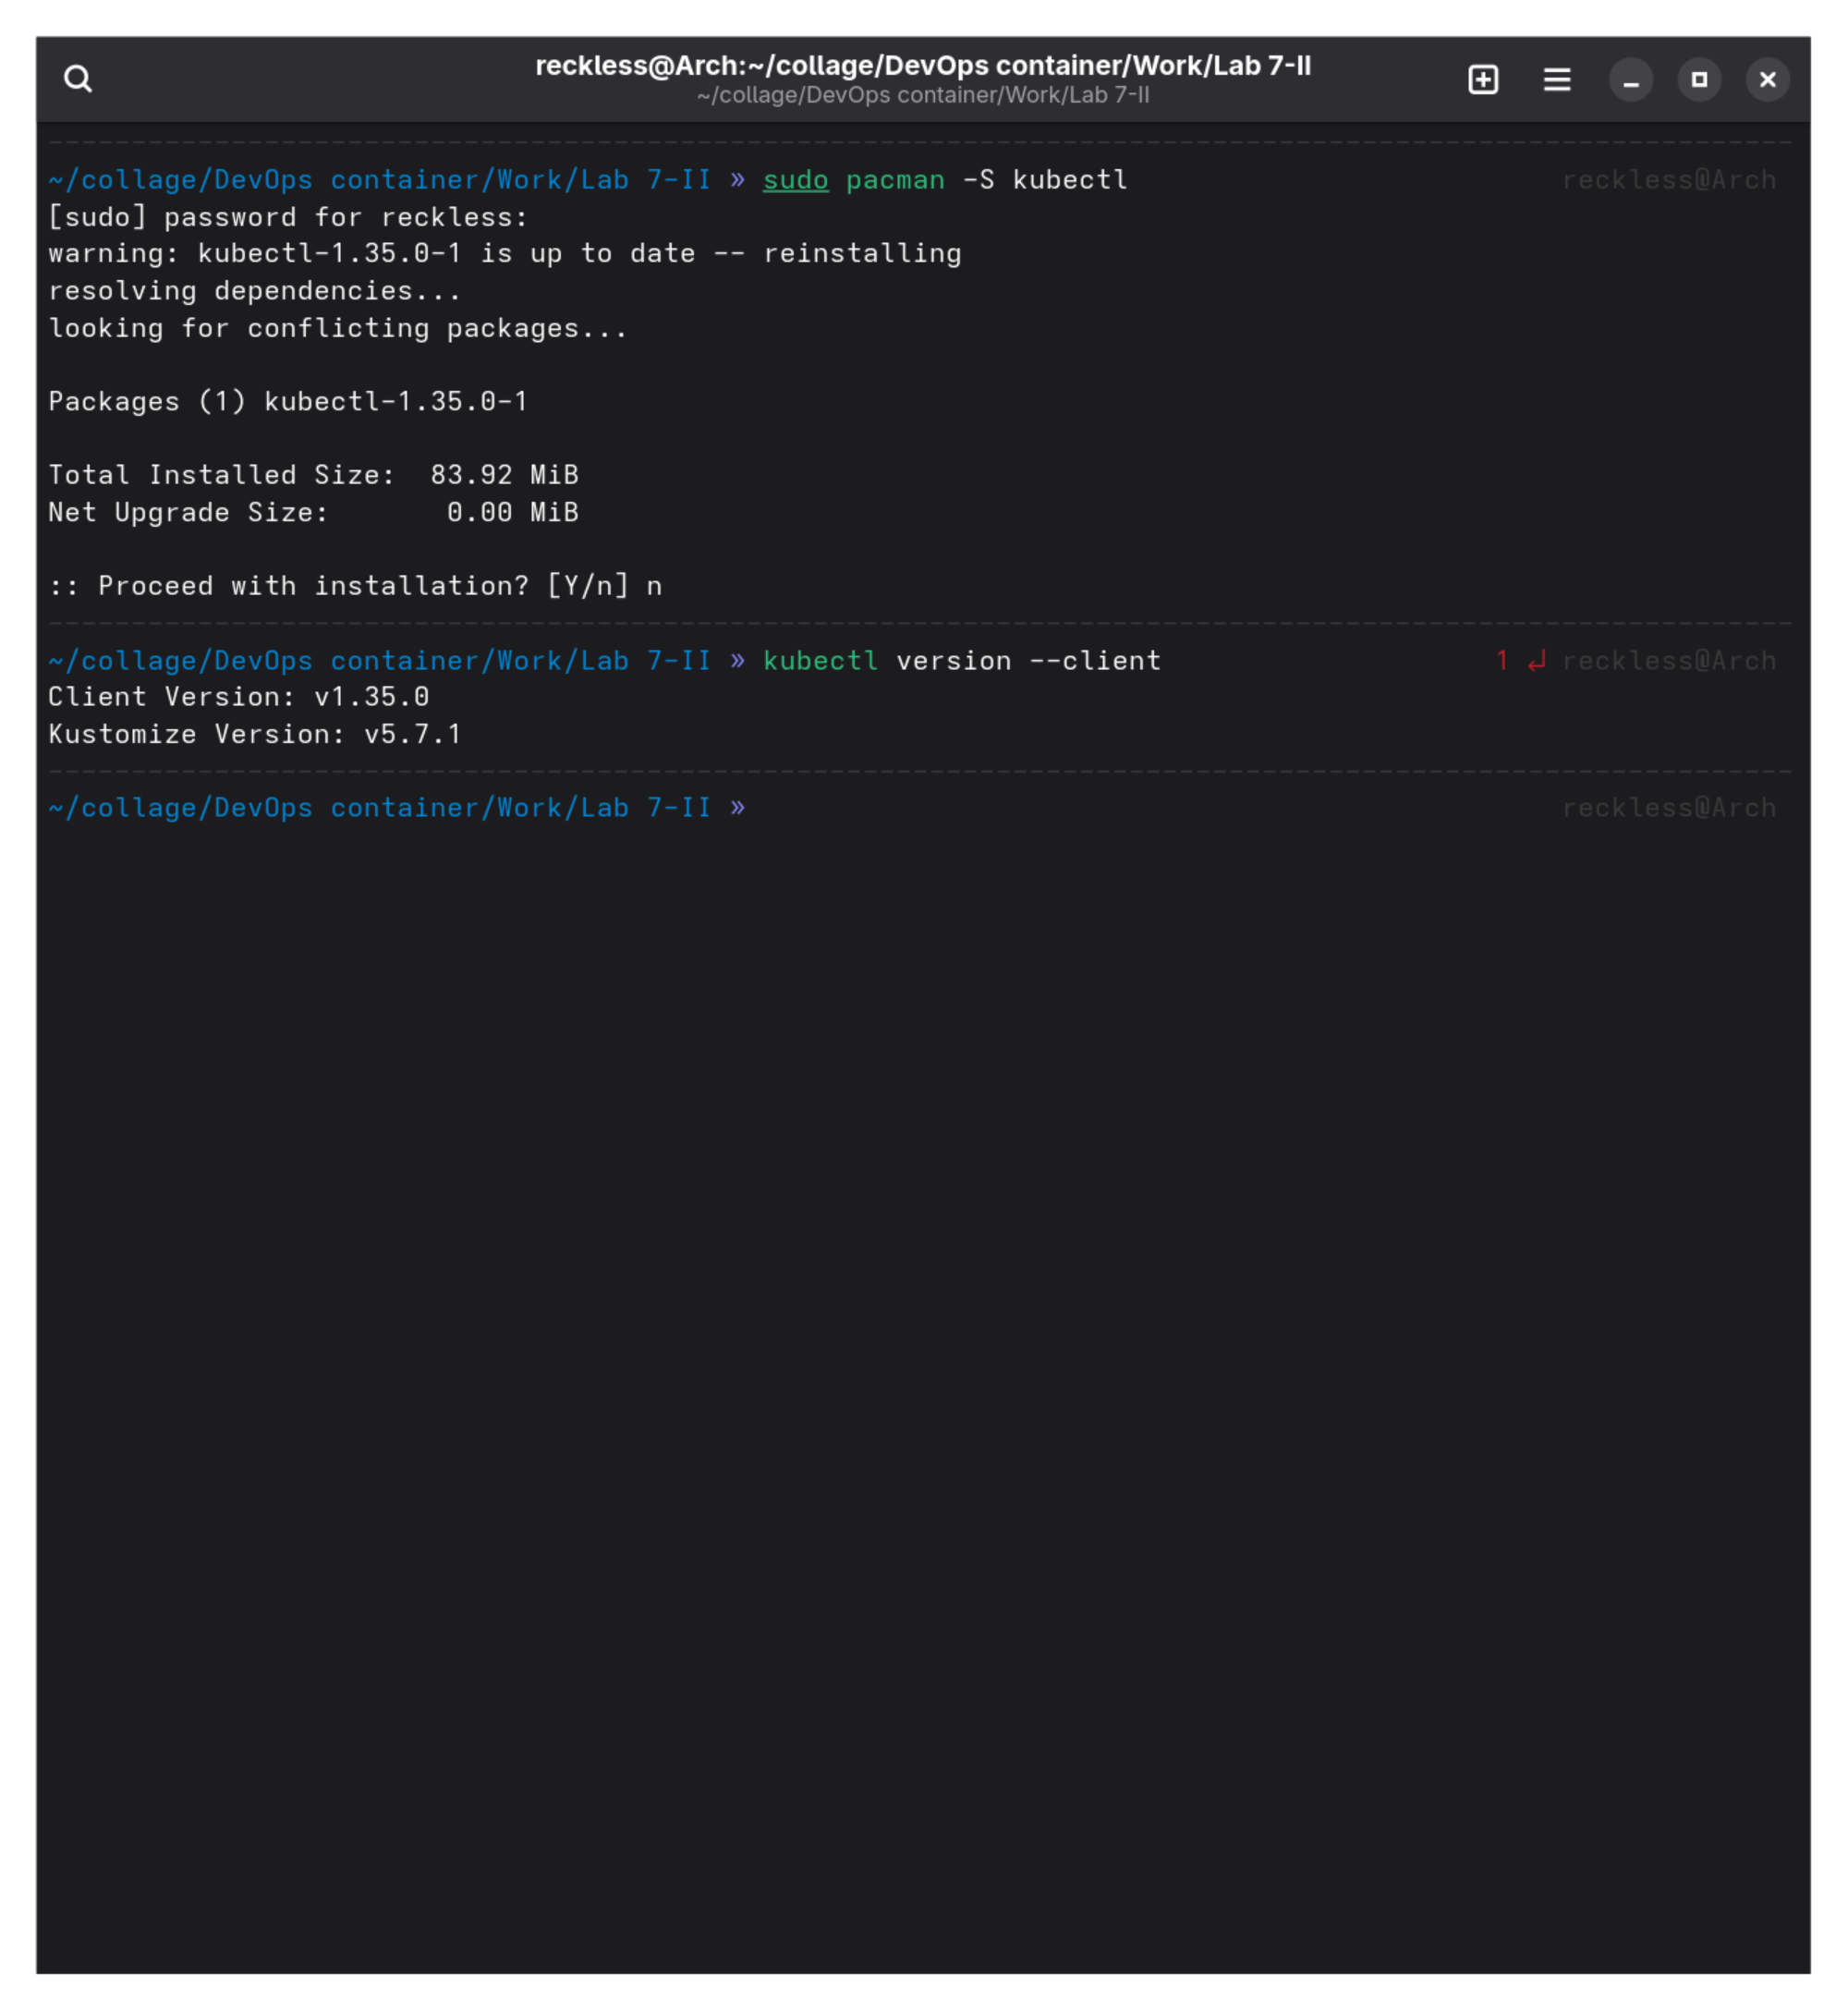 reckless@Arch:~/collage/DevOps container/Work/Lab 7-II
~/collage/DevOps container/Work/Lab 7-II
~/collage/DevOps container/Work/Lab 7-II » sudo pacman -S kubectl reckless@Arch
[sudo] password for reckless:
warning: kubectl-1.35.0-1 is up to date -- reinstalling
resolving dependencies...
looking for conflicting packages...
Packages (1) kubectl-1.35.0-1
Total Installed Size:  83.92 MiB
Net Upgrade Size:       0.00 MiB
:: Proceed with installation? [Y/n] n
~/collage/DevOps container/Work/Lab 7-II » kubectl version --client 1 ↵ reckless@Arch
Client Version: v1.35.0
Kustomize Version: v5.7.1
~/collage/DevOps container/Work/Lab 7-II » reckless@Arch